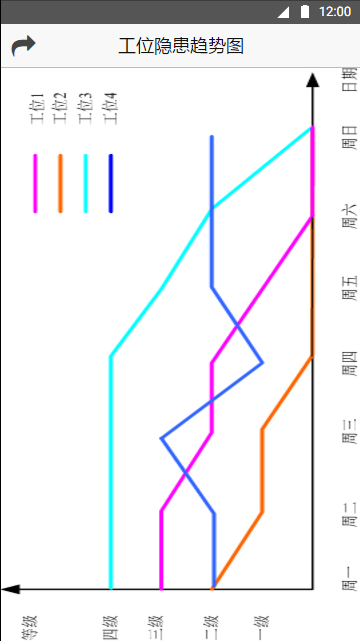 12:00
工位隐患趋势图
工位1
工位2
工位3
工位4
等级
四级
三级
二级
一级
周一
周二
周三
周四
周五
周六
周日
日期